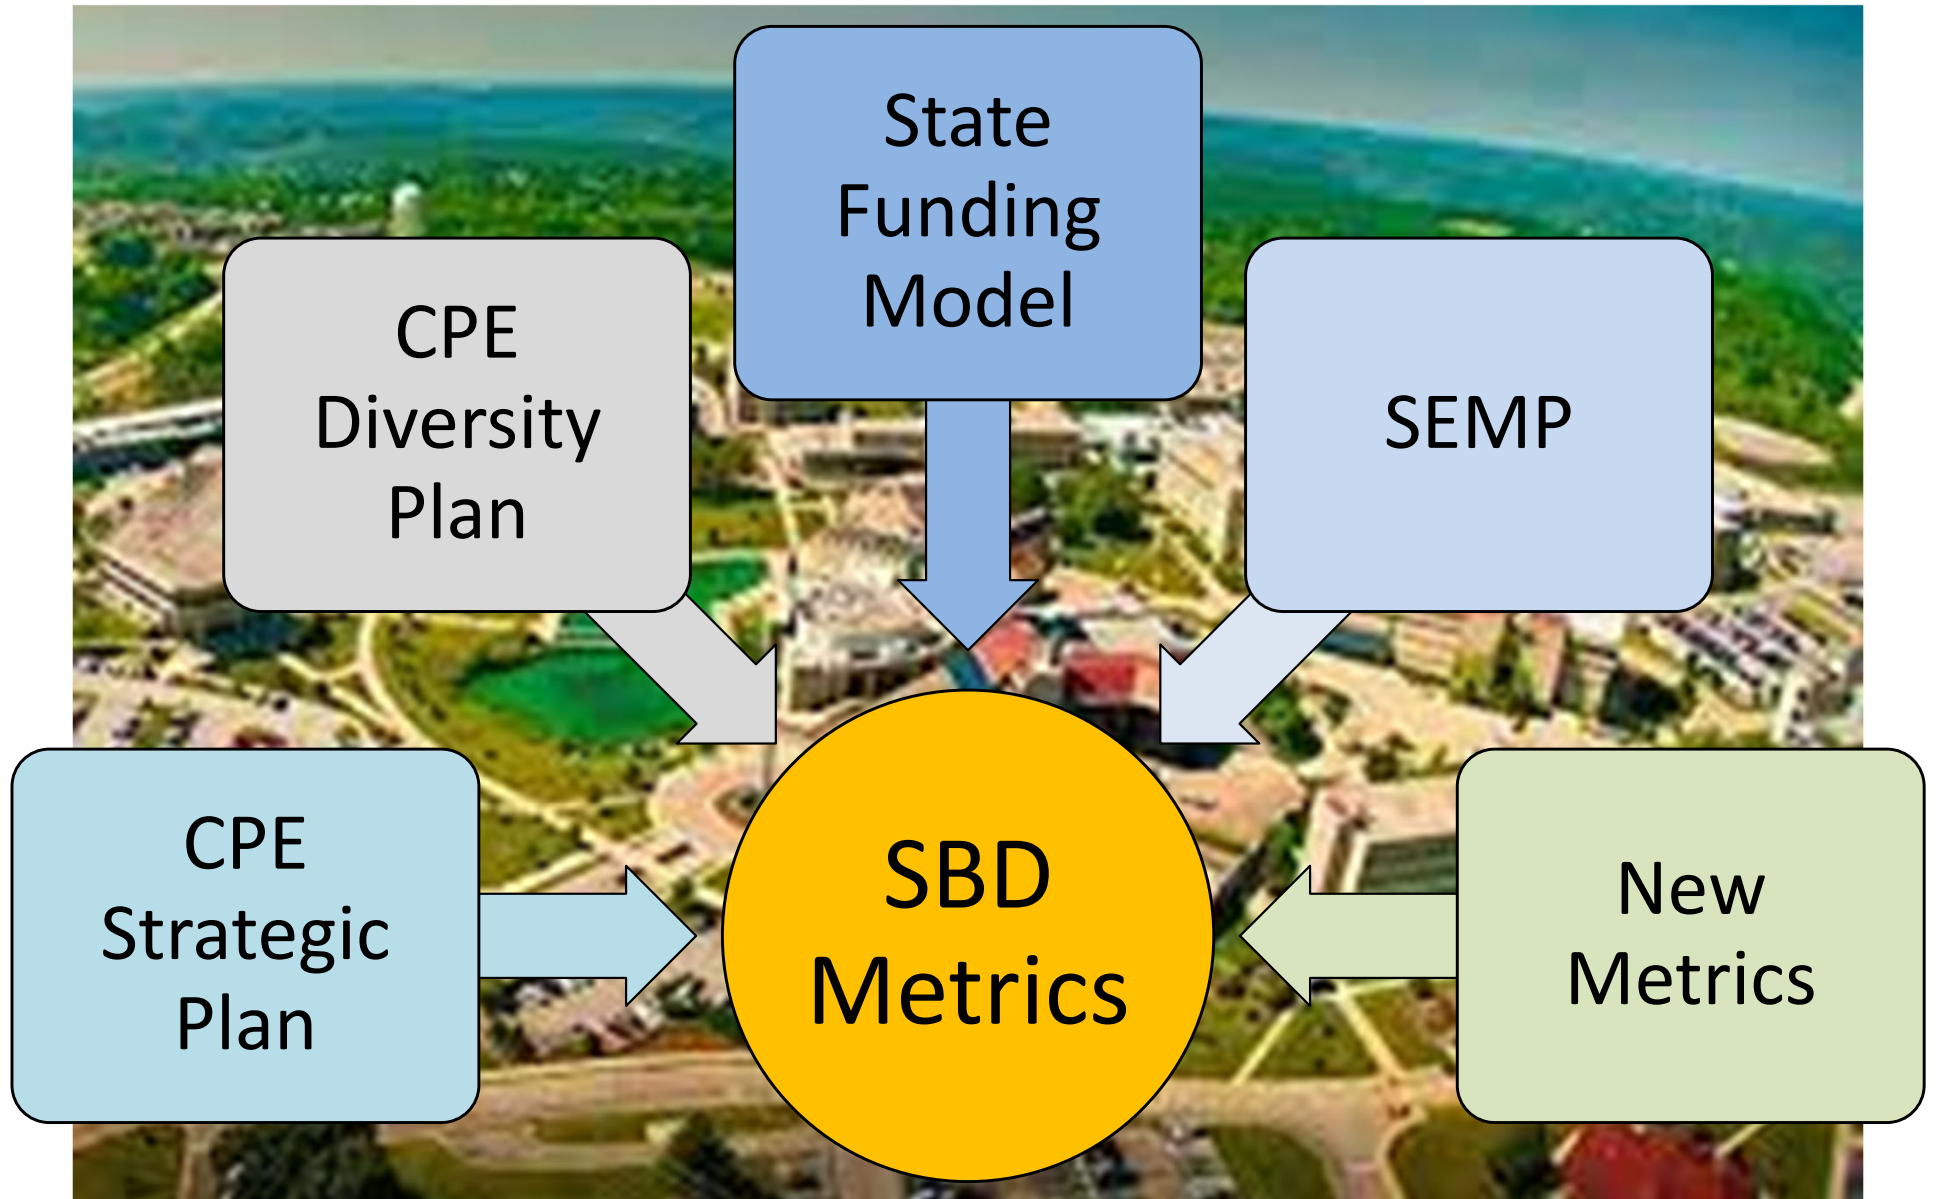 State
Funding
Model
CPE
Diversity
Plan
SEMP
CPE
Strategic
Plan
SBD
Metrics
New
Metrics